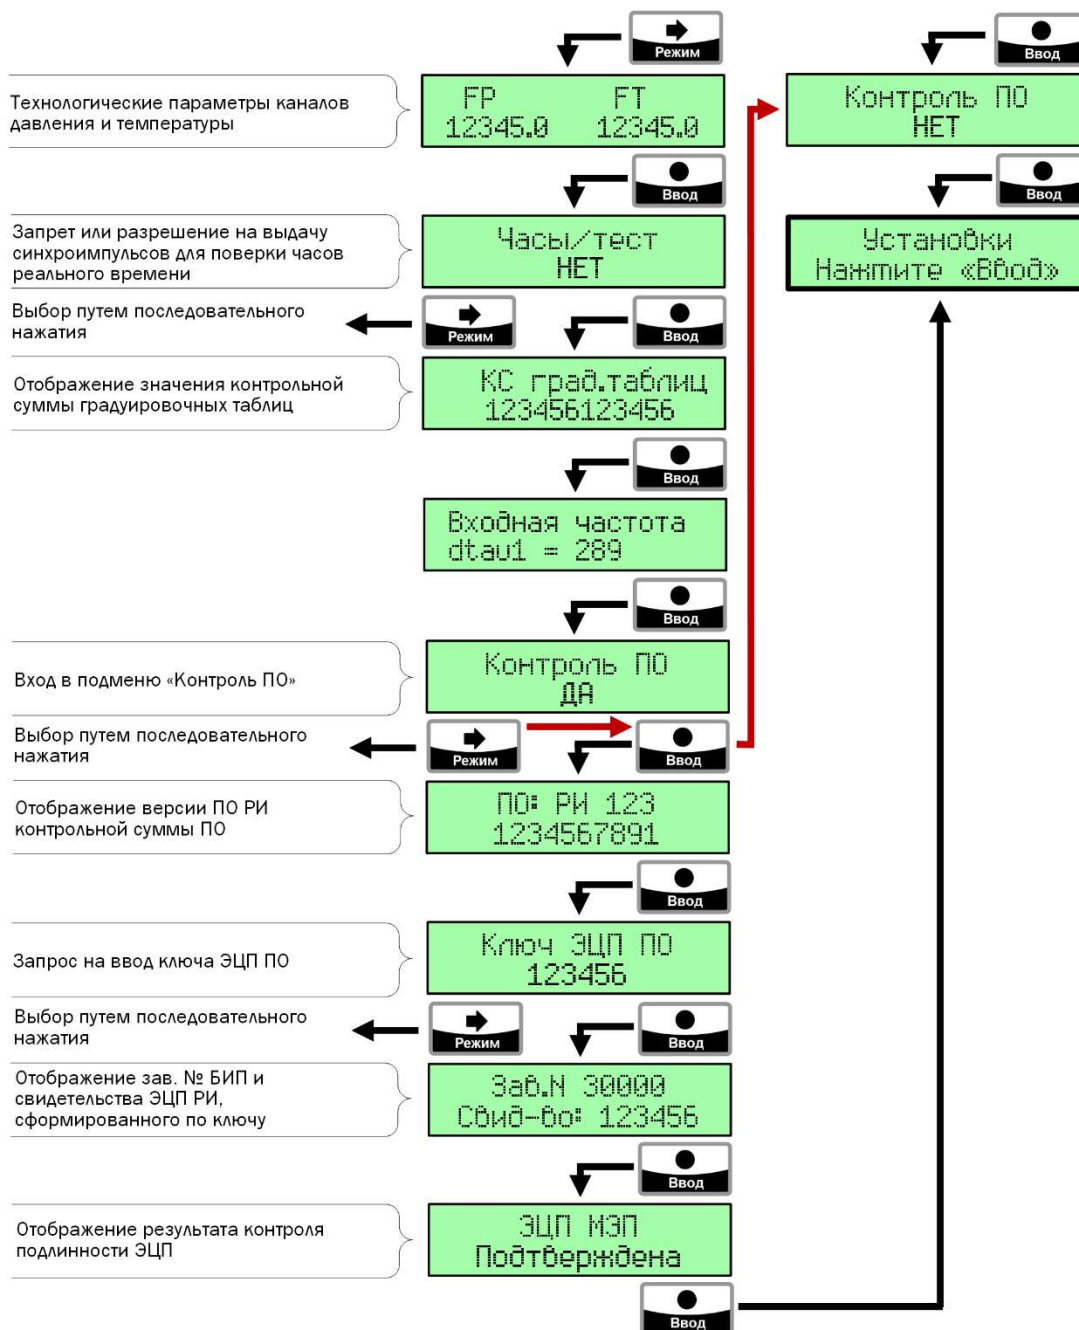 Режим
Технологические параметры каналов
давления и температуры
FP FT
12345.0 12345.0
Ввод
Запрет или разрешение на выдачу
синхроимпульсов для поверки часов
реального времени
Часы/тест
НЕТ
Выбор путем последовательного
нажатия
Режим
Ввод
Отображение значения контрольной
суммы градуировочных таблиц
КС град.таблиц
123456123456
Ввод
Входная частота
dtau1 = 289
Ввод
Вход в подменю «Контроль ПО»
Контроль ПО
ДА
Выбор путем последовательного
нажатия
Режим
Ввод
Отображение версии ПО РИ
контрольной суммы ПО
ПО: РИ 123
1234567891
Ввод
Запрос на ввод ключа ЭЦП ПО
Ключ ЭЦП ПО
123456
Выбор путем последовательного
нажатия
Режим
Ввод
Отображение зав. № БИП и
свидетельства ЭЦП РИ,
сформированного по ключу
Зав.N 30000
Свид-во: 123456
Ввод
Отображение результата контроля
подлинности ЭЦП
ЭЦП МЭП
Подтверждена
Ввод
Ввод
Контроль ПО
НЕТ
Ввод
Установки
Нажмите «Ввод»